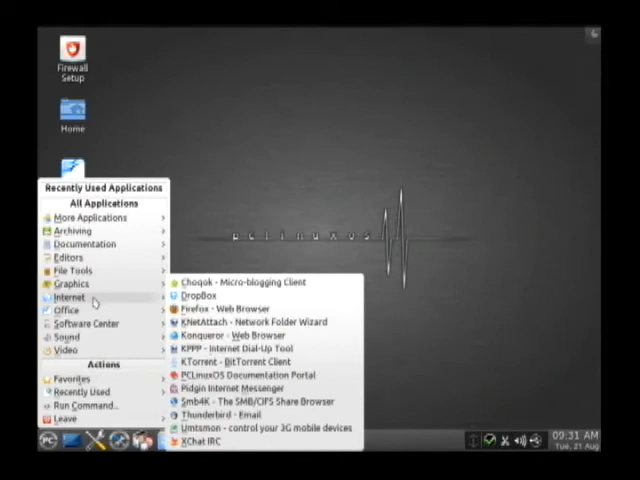 Firewall
Setup
Home
pclinuxos
Recently Used Applications
All Applications
More Applications
Archiving
Documentation
Editors
File Tools
Graphics
Internet
Office
Software Center
Sound
Video
Actions
Favorites
Recently Used
Run Command...
Leave
Choqok - Micro-blogging Client
DropBox
Firefox - Web Browser
KNetAttach - Network Folder Wizard
Konqueror - Web Browser
KPPP - Internet Dial-Up Tool
KTorrent - BitTorrent Client
PCLinuxOS Documentation Portal
Pidgin Internet Messenger
Smb4K - The SMB/CIFS Share Browser
Thunderbird - Email
Umtsmon - control your 3G mobile devices
XChat IRC
PC
09:31 AM
Tue, 21 Aug